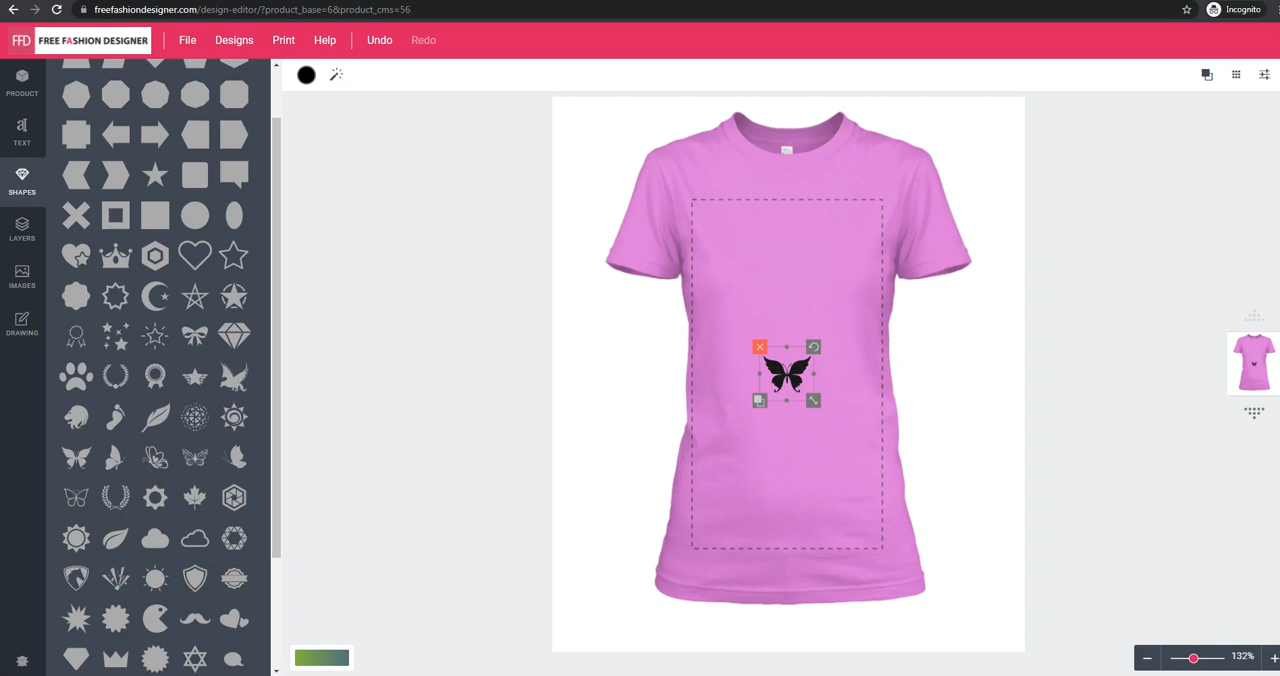 freefashiondesigner.com/design-editor/?product_base=6&product_cms=56
Incognito
FFD FREE FASHION DESIGNER File Designs Print Help Undo Redo
PRODUCT
TEXT
SHAPES
LAYERS
IMAGES
DRAWING
132%